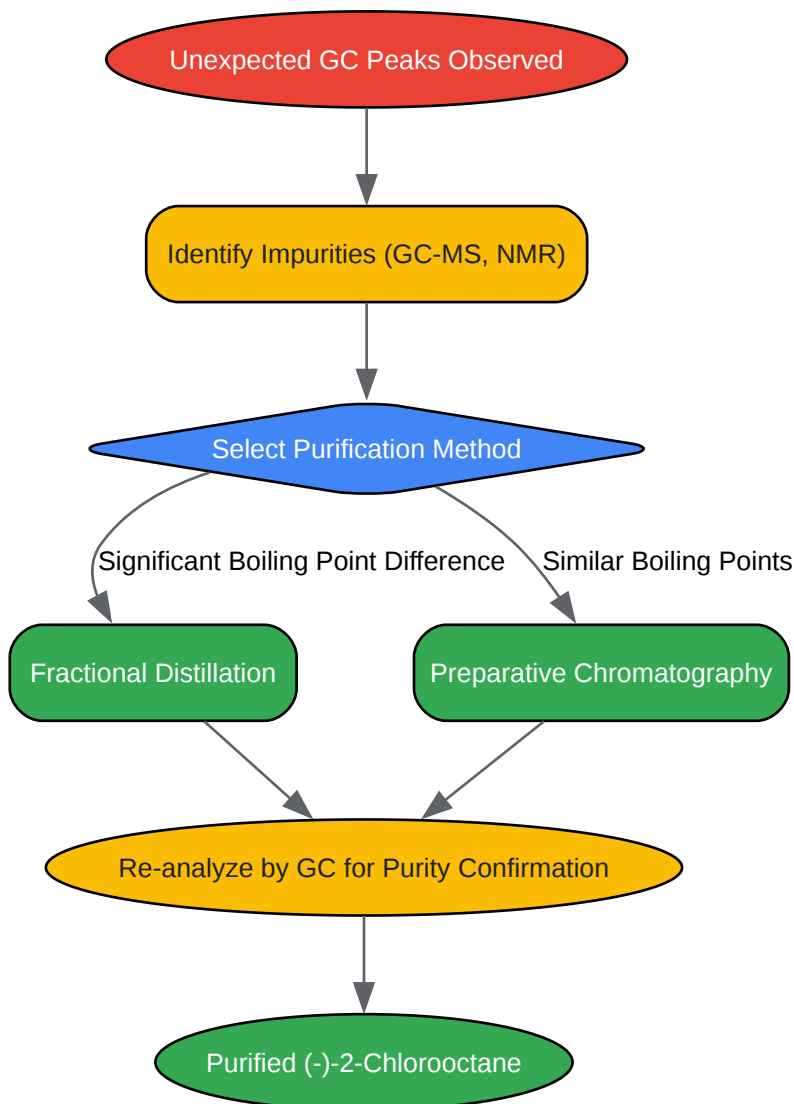 Unexpected GC Peaks Observed
Identify Impurities (GC-MS, NMR)
Select Purification Method
Significant Boiling Point Difference
Similar Boiling Points
Fractional Distillation
Preparative Chromatography
Re-analyze by GC for Purity Confirmation
Purified (-)-2-Chlorooctane